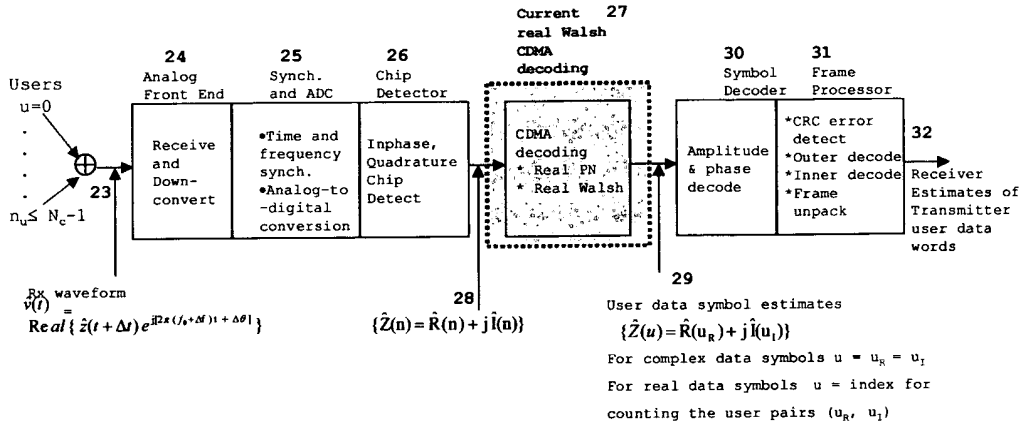 Current 27
real Walsh
CDMA
decoding
24
Analog
Front End
25
Synch.
and ADC
26
Chip
Detector
30
Symbol
Decoder
31
Frame
Processor
Users
u=0
n_u ≤ N_c-1
23
Receive
and
Down-
convert
•Time and
frequency
synch.
•Analog-to
-digital
conversion
Inphase,
Quadrature
Chip
Detect
CDMA
decoding
* Real PN
* Real Walsh
Amplitude
& phase
decode
*CRC error
detect
*Outer decode
*Inner decode
*Frame
unpack
32
Receiver
Estimates of
Transmitter
user data
words
Rx waveform
v̂(t) =
Real{ ẑ(t + Δt) e^{j[2π(f_0+Δf)t + Δθ]} }
28
{Ẑ(n) = R̂(n) + j Î(n)}
29
User data symbol estimates
{Ẑ(u) = R̂(u_R) + j Î(u_I)}
For complex data symbols u = u_R = u_I
For real data symbols u = index for
counting the user pairs (u_R, u_I)